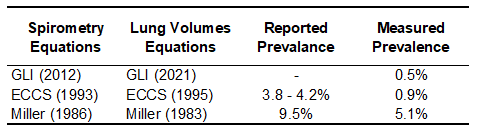 Spirometry Lung Volumes Reported Measured
Equations Equations Prevalance Prevalence
GLI (2012) GLI (2021) - 0.5%
ECCS (1993) ECCS (1995) 3.8 - 4.2% 0.9%
Miller (1986) Miller (1983) 9.5% 5.1%